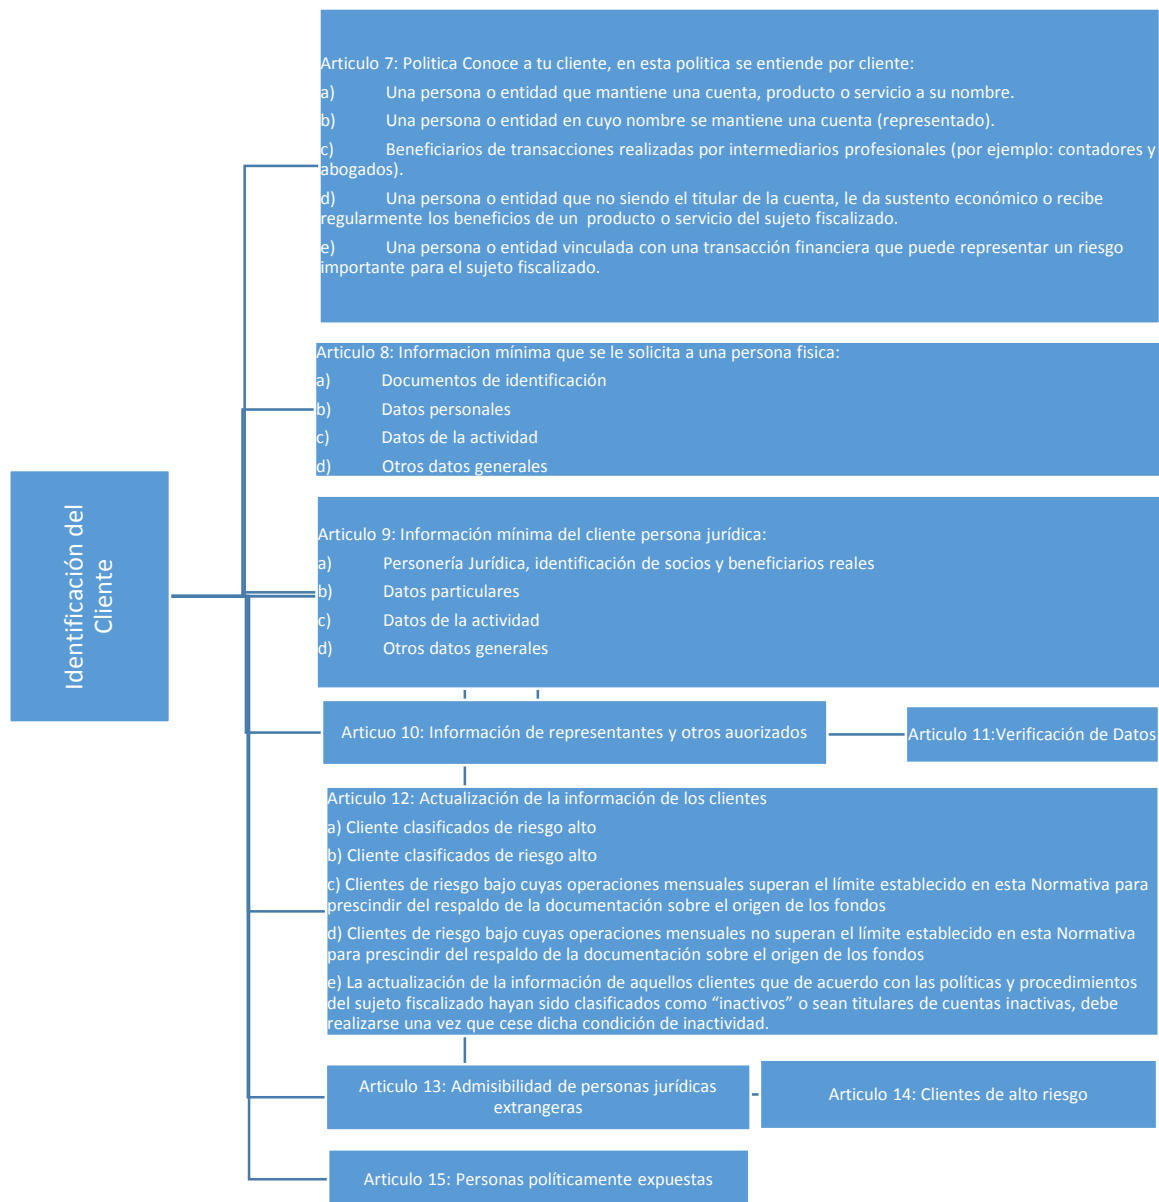 Identificación del
Cliente
Articulo 7: Politica Conoce a tu cliente, en esta politica se entiende por cliente:
a) Una persona o entidad que mantiene una cuenta, producto o servicio a su nombre.
b) Una persona o entidad en cuyo nombre se mantiene una cuenta (representado).
c) Beneficiarios de transacciones realizadas por intermediarios profesionales (por ejemplo: contadores y
abogados).
d) Una persona o entidad que no siendo el titular de la cuenta, le da sustento económico o recibe
regularmente los beneficios de un producto o servicio del sujeto fiscalizado.
e) Una persona o entidad vinculada con una transacción financiera que puede representar un riesgo
importante para el sujeto fiscalizado.
Articulo 8: Informacion mínima que se le solicita a una persona fisica:
a) Documentos de identificación
b) Datos personales
c) Datos de la actividad
d) Otros datos generales
Articulo 9: Información mínima del cliente persona jurídica:
a) Personería Jurídica, identificación de socios y beneficiarios reales
b) Datos particulares
c) Datos de la actividad
d) Otros datos generales
Articuo 10: Información de representantes y otros auorizados
Articulo 11:Verificación de Datos
Articulo 12: Actualización de la información de los clientes
a) Cliente clasificados de riesgo alto
b) Cliente clasificados de riesgo alto
c) Clientes de riesgo bajo cuyas operaciones mensuales superan el límite establecido en esta Normativa para
prescindir del respaldo de la documentación sobre el origen de los fondos
d) Clientes de riesgo bajo cuyas operaciones mensuales no superan el límite establecido en esta Normativa
para prescindir del respaldo de la documentación sobre el origen de los fondos
e) La actualización de la información de aquellos clientes que de acuerdo con las políticas y procedimientos
del sujeto fiscalizado hayan sido clasificados como “inactivos” o sean titulares de cuentas inactivas, debe
realizarse una vez que cese dicha condición de inactividad.
Articulo 13: Admisibilidad de personas jurídicas
extrangeras
Articulo 14: Clientes de alto riesgo
Articulo 15: Personas políticamente expuestas